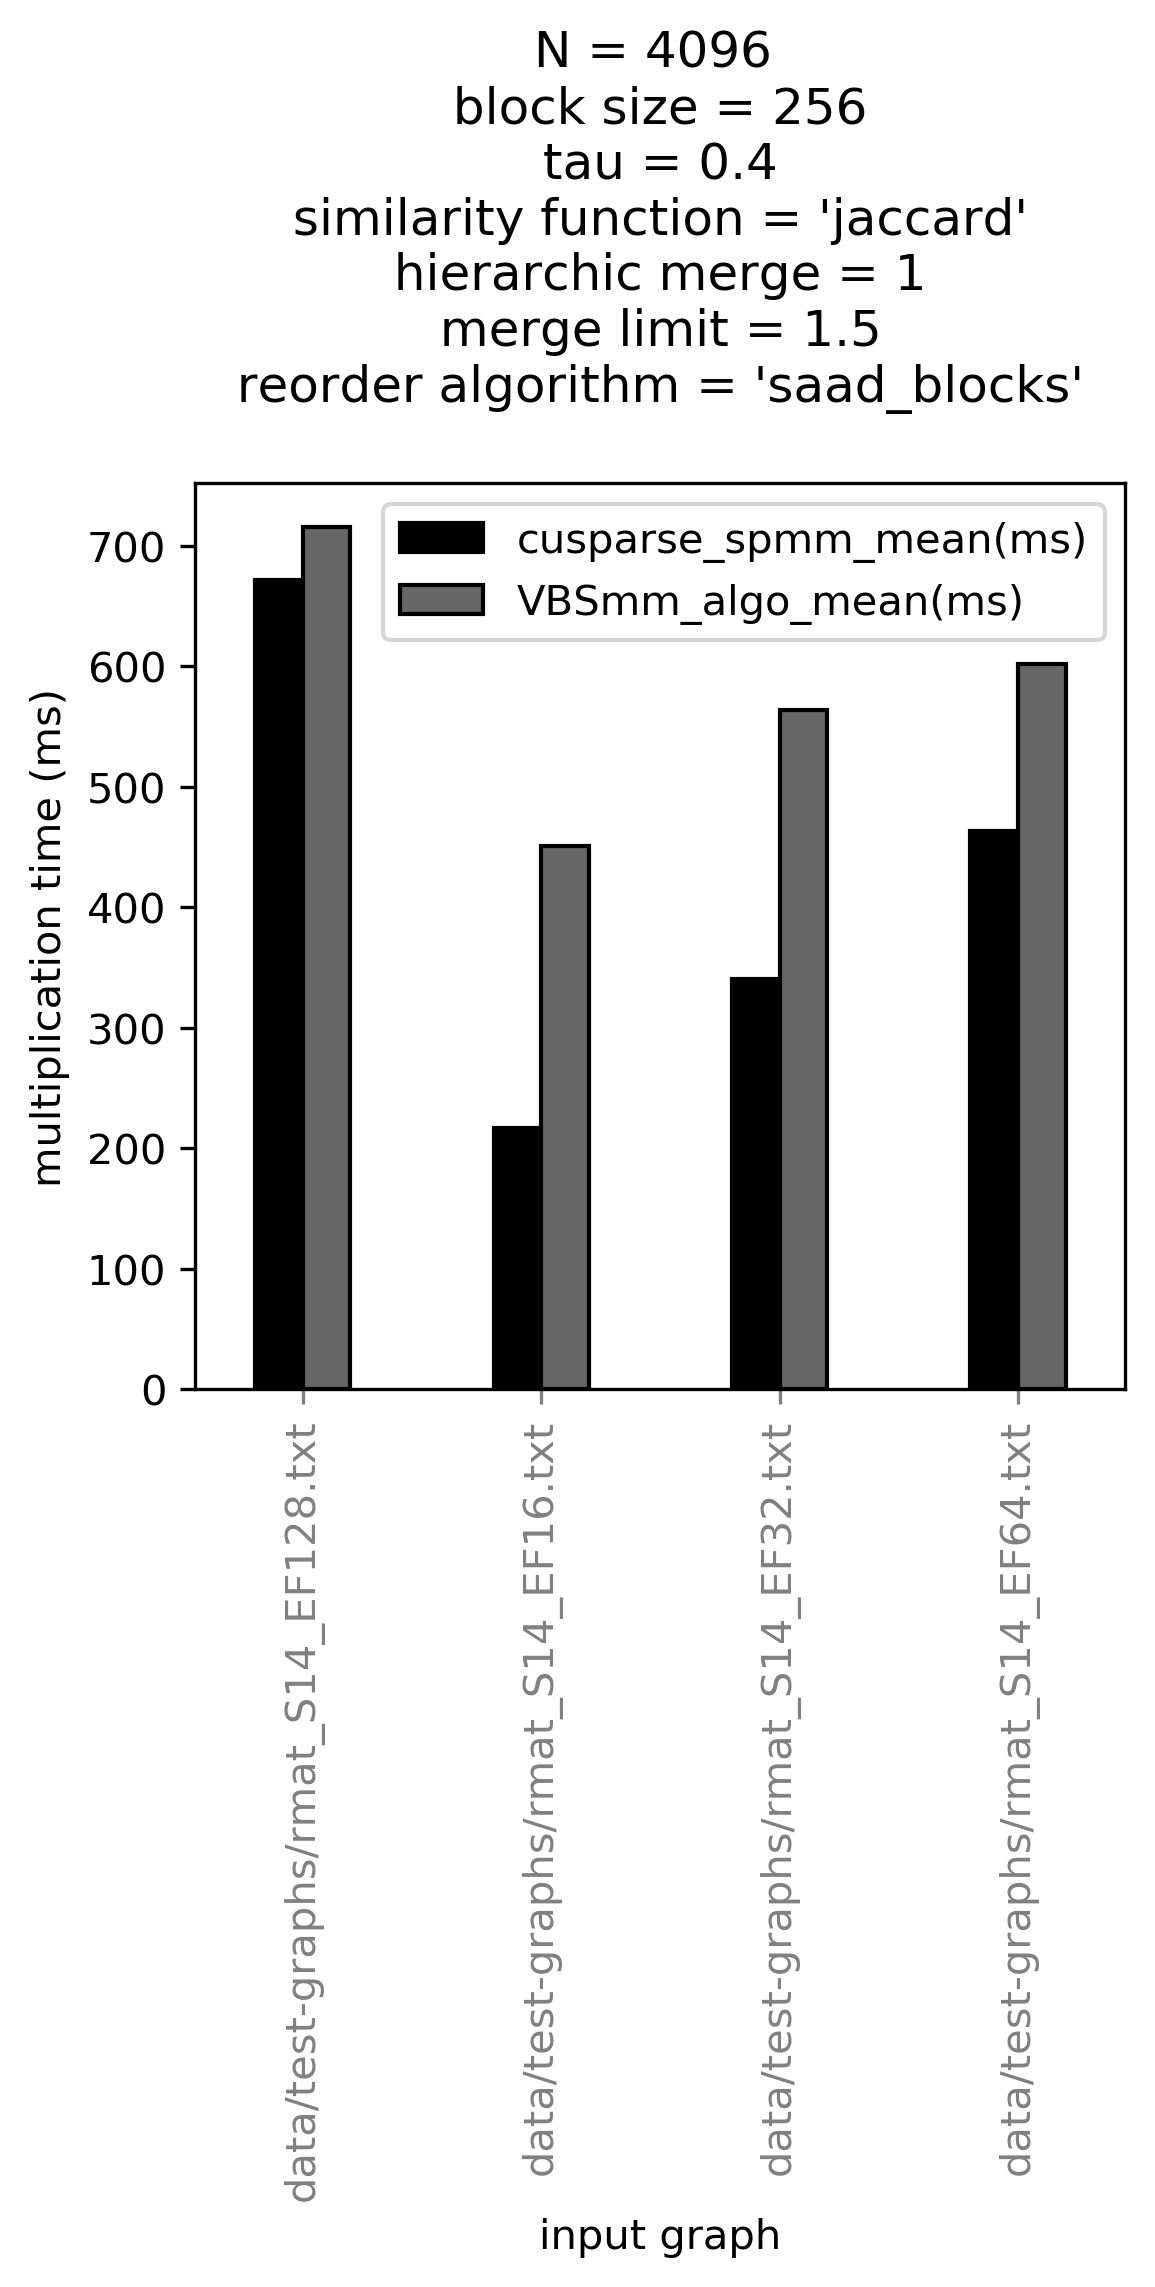 N = 4096
block size = 256
tau = 0.4
similarity function = 'jaccard'
hierarchic merge = 1
merge limit = 1.5
reorder algorithm = 'saad_blocks'
cusparse_spmm_mean(ms)
VBSmm_algo_mean(ms)
multiplication time (ms)
700
600
500
400
300
200
100
0
data/test-graphs/rmat_S14_EF128.txt
data/test-graphs/rmat_S14_EF16.txt
data/test-graphs/rmat_S14_EF32.txt
data/test-graphs/rmat_S14_EF64.txt
input graph